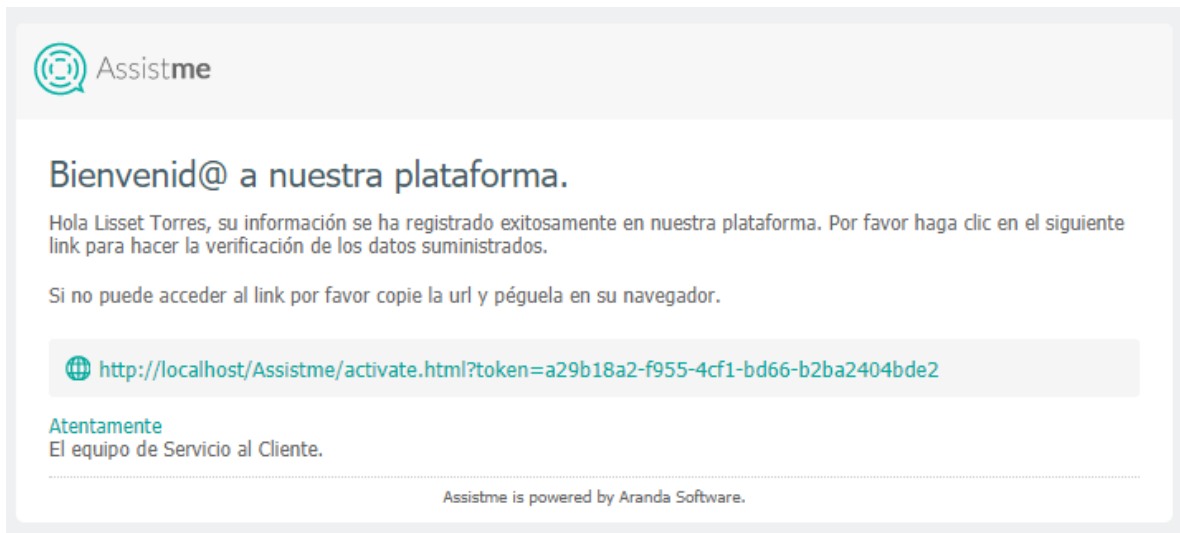 Assistme
Bienvenid@ a nuestra plataforma.
Hola Lisset Torres, su información se ha registrado exitosamente en nuestra plataforma. Por favor haga clic en el siguiente
link para hacer la verificación de los datos suministrados.
Si no puede acceder al link por favor copie la url y péguela en su navegador.
http://localhost/Assistme/activate.html?token=a29b18a2-f955-4cf1-bd66-b2ba2404bde2
Atentamente
El equipo de Servicio al Cliente.
Assistme is powered by Aranda Software.